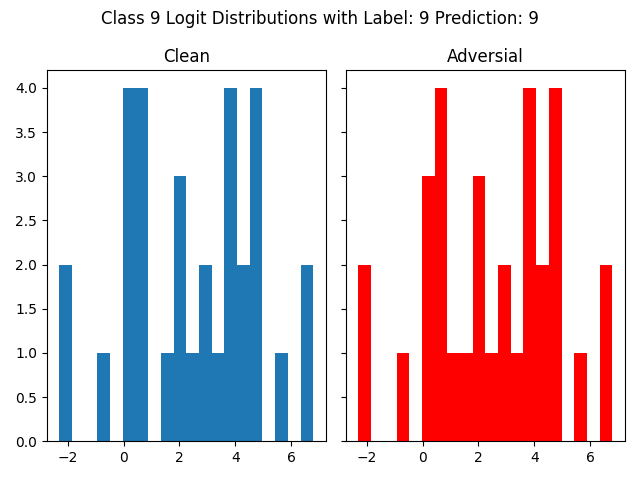 Class 9 Logit Distributions with Label: 9 Prediction: 9
Clean
Adversial
4.0
3.5
3.0
2.5
2.0
1.5
1.0
0.5
0.0
−2 0 2 4 6
−2 0 2 4 6